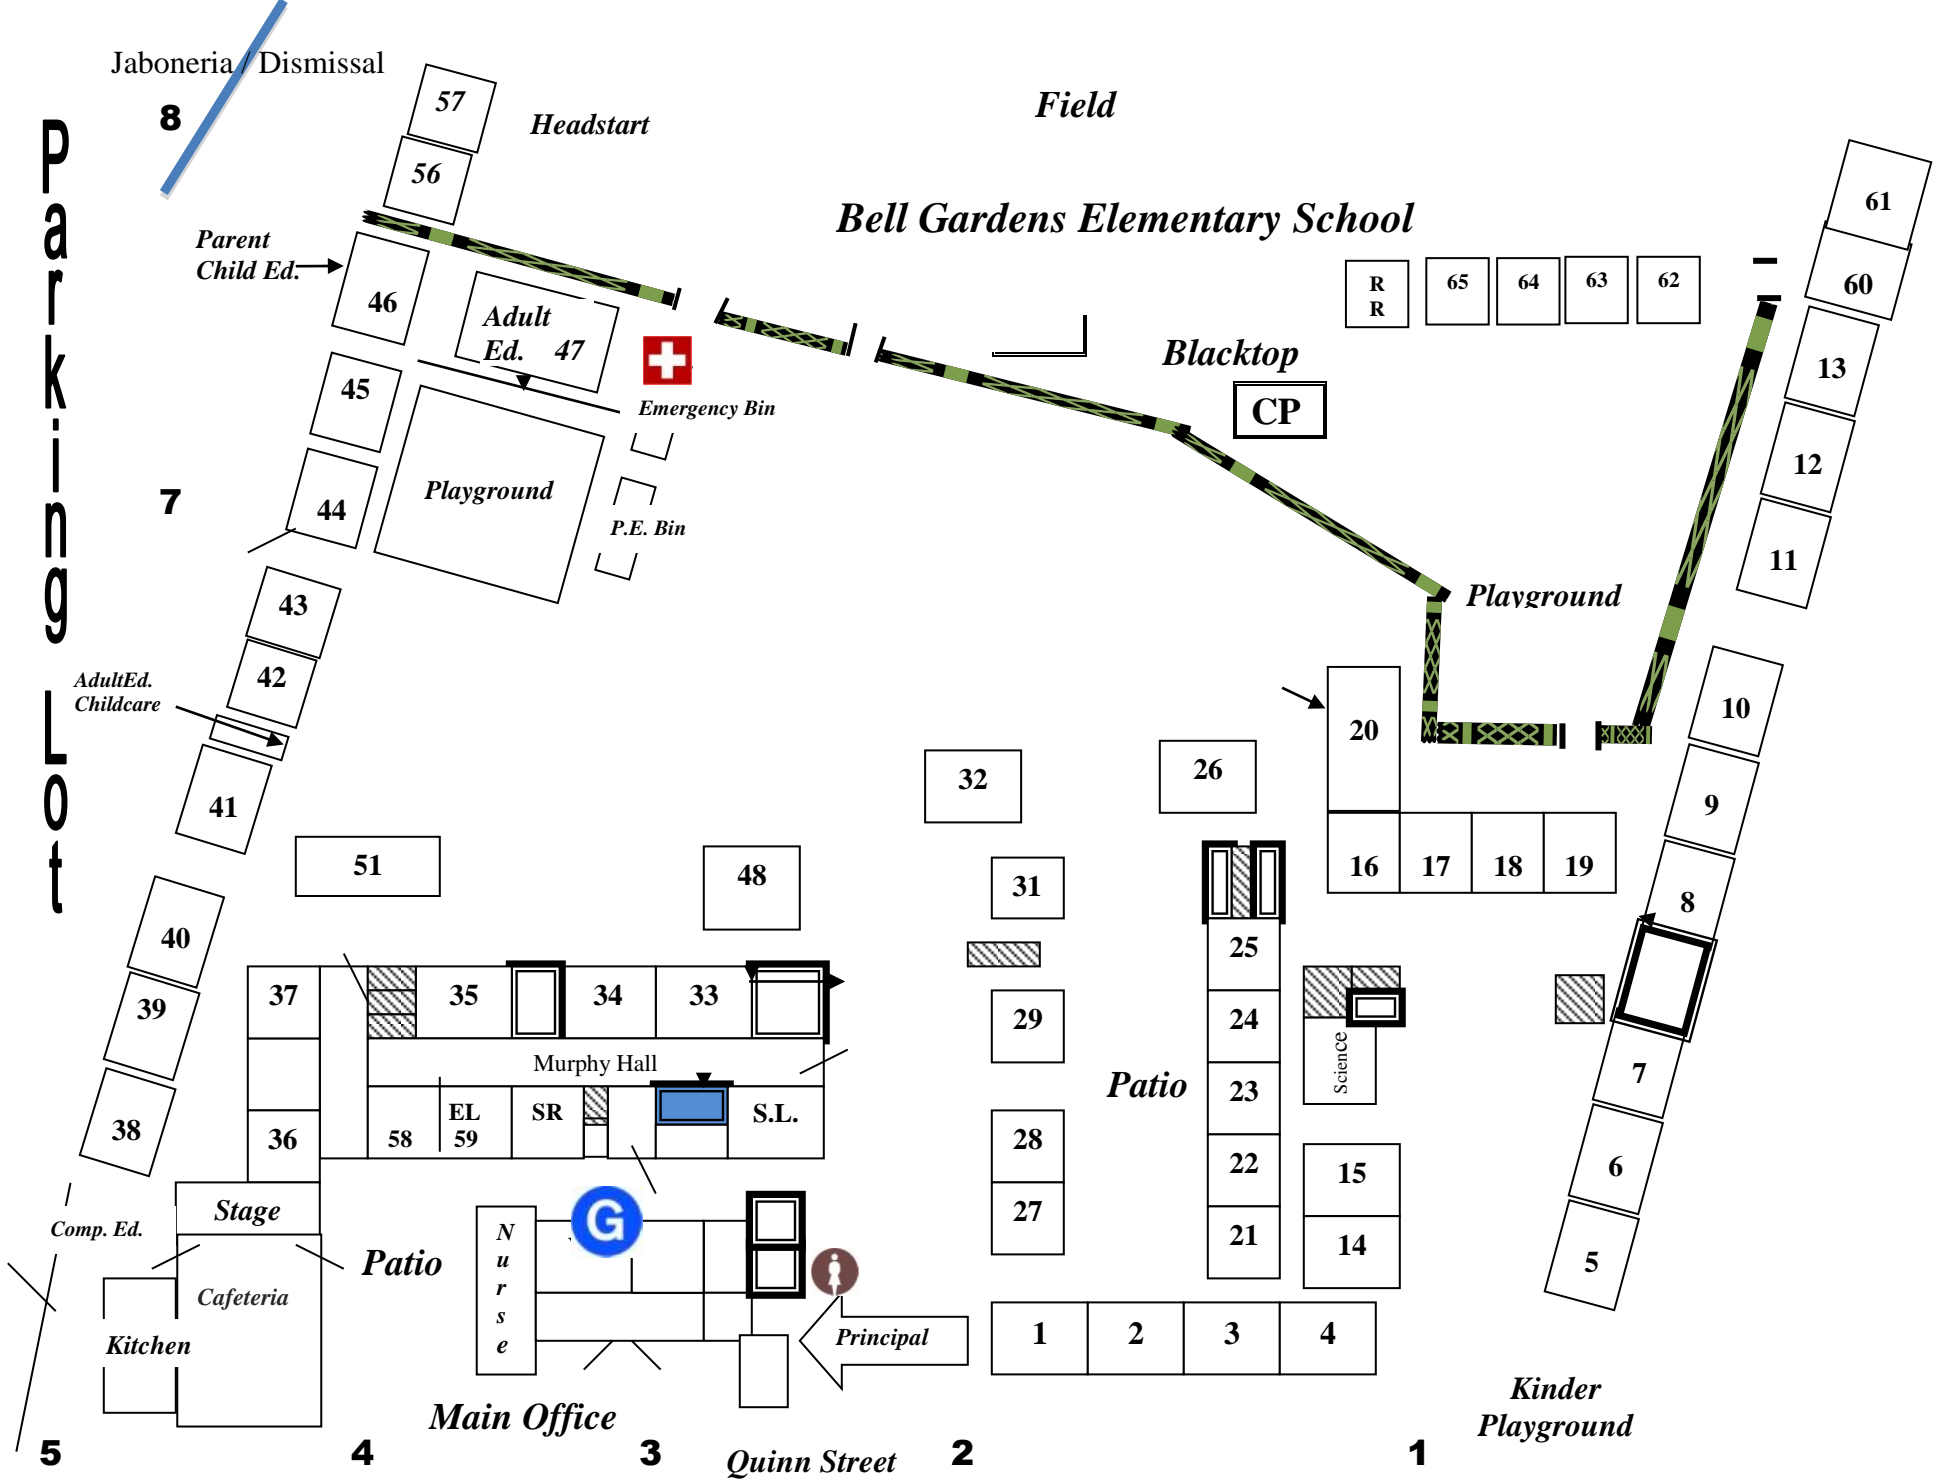 Jaboneria / Dismissal
8
57
Headstart
Field
56
Parking Lot
Bell Gardens Elementary School
61
Parent
Child Ed.
46
Adult
Ed. 47
R
R
65
64
63
62
60
Blacktop
CP
13
45
Emergency Bin
12
7
44
Playground
P.E. Bin
11
43
Playground
42
AdultEd.
Childcare
10
20
41
32
26
9
51
48
31
16
17
18
19
8
40
25
37
35
34
33
39
29
24
Murphy Hall
Science
7
38
36
58
EL
59
SR
S.L.
28
Patio
23
22
15
6
Stage
Comp. Ed.
27
21
14
5
Nurse
G
Patio
Cafeteria
Kitchen
Principal
1
2
3
4
Main Office
Kinder
Playground
5
4
3
Quinn Street
2
1